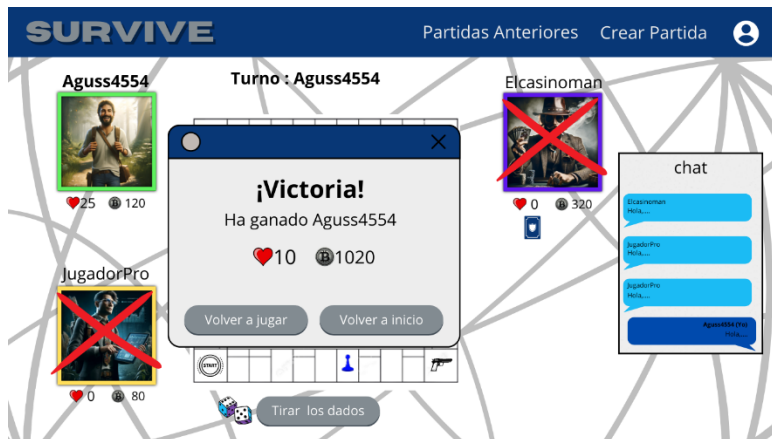 SURVIVE
Partidas Anteriores
Crear Partida
Aguss4554
Turno : Aguss4554
Elcasinoman
25
120
0
320
¡Victoria!
Ha ganado Aguss4554
10
1020
Volver a jugar
Volver a inicio
JugadorPro
0
80
START
Tirar los dados
chat
Elcasinoman
Hola,....
JugadorPro
Hola,....
JugadorPro
Hola,....
Aguss4554 (Yo)
Hola,....